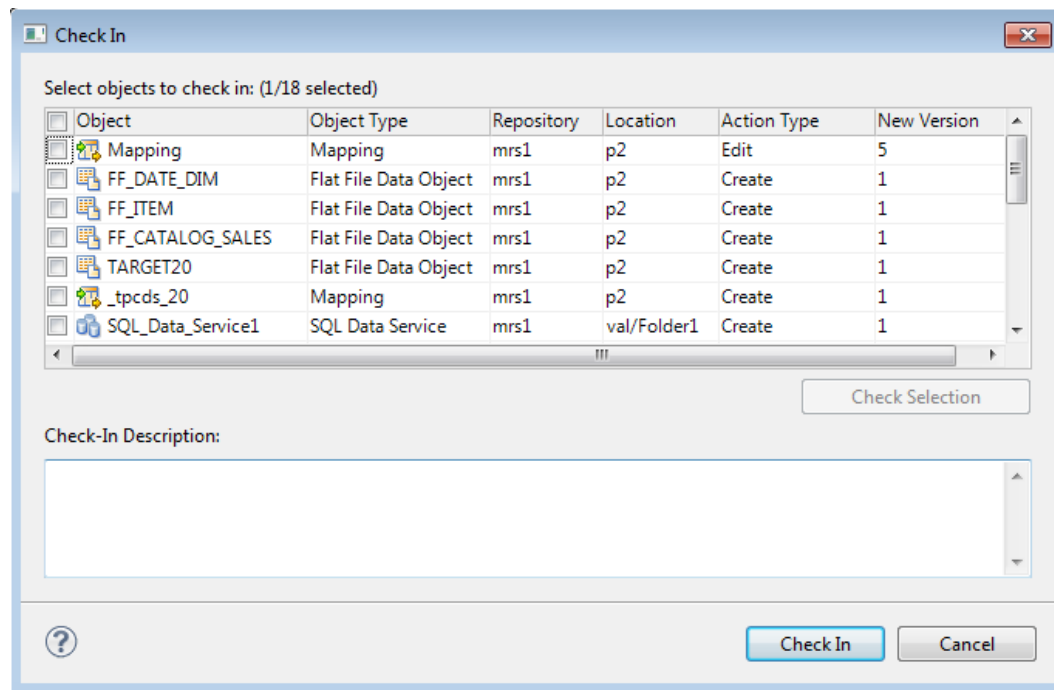 Check In
Select objects to check in: (1/18 selected)
Object Object Type Repository Location Action Type New Version
Mapping Mapping mrs1 p2 Edit 5
FF_DATE_DIM Flat File Data Object mrs1 p2 Create 1
FF_ITEM Flat File Data Object mrs1 p2 Create 1
FF_CATALOG_SALES Flat File Data Object mrs1 p2 Create 1
TARGET20 Flat File Data Object mrs1 p2 Create 1
_tpcds_20 Mapping mrs1 p2 Create 1
SQL_Data_Service1 SQL Data Service mrs1 val/Folder1 Create 1
Check Selection
Check-In Description:
? Check In Cancel